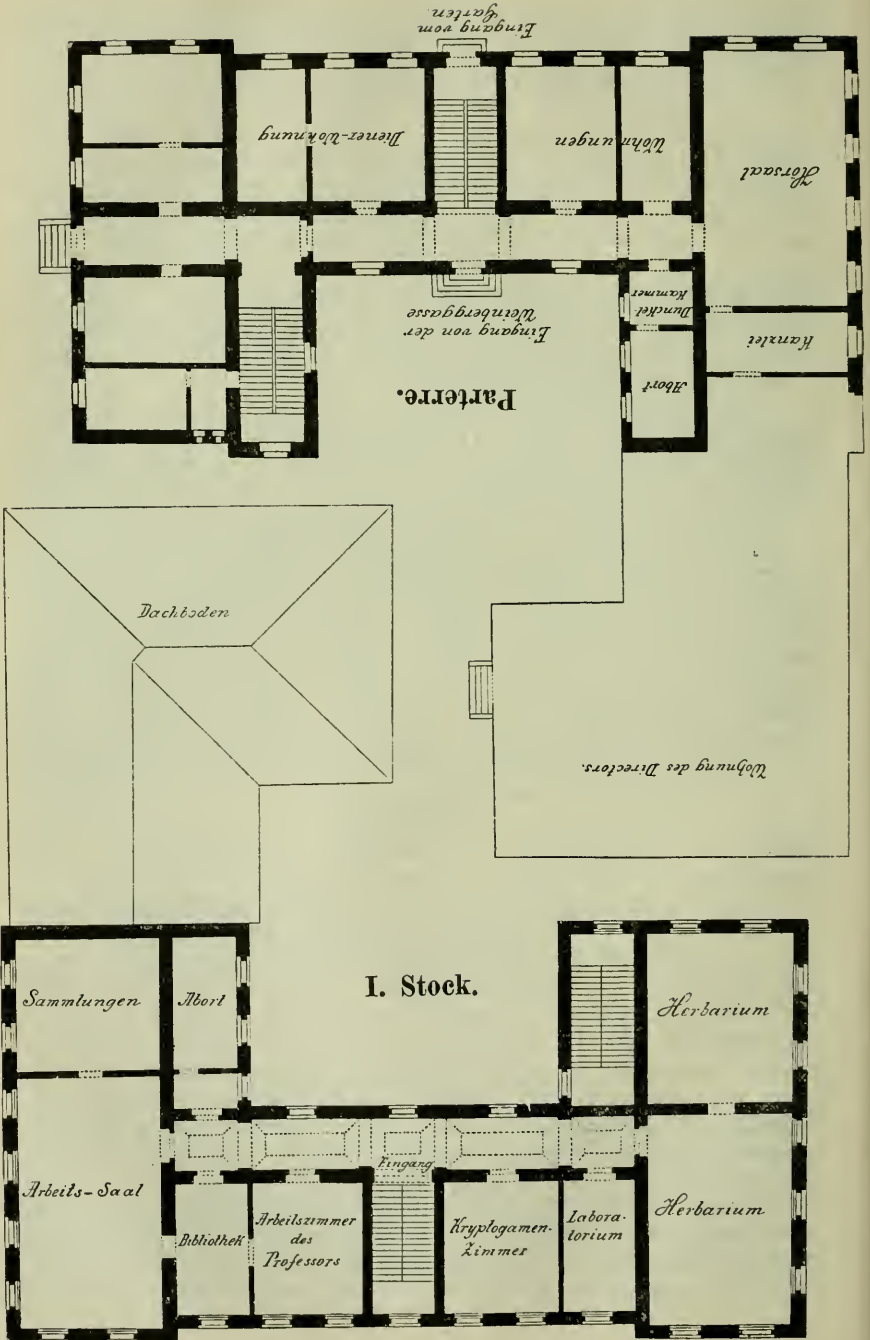 Eingang vom
Garten.
Diener-Wohnung
Wohnungen
Hörsaal
Eingang von der
Weinberggasse
Dunckel-
Kammer
Kanzlei
Abort
Parterre.
Dachboden
Wohnung des Directors.
I. Stock.
Sammlungen
Abort
Herbarium
Eingang
Arbeits-Saal
Bibliothek
Arbeitszimmer
des
Professors
Kryptogamen-
Zimmer
Labora-
torium
Herbarium